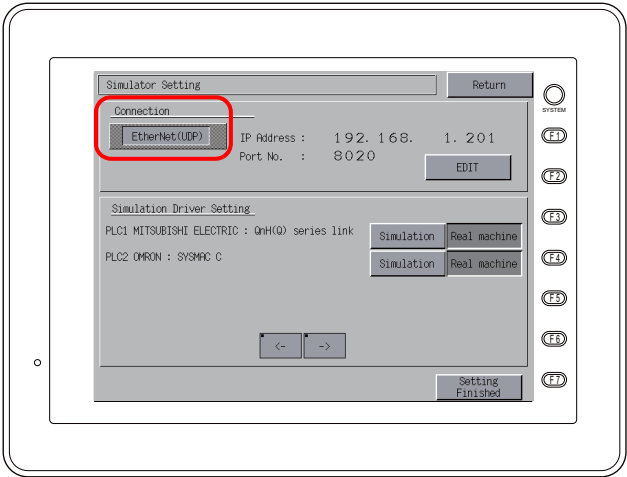 Simulator Setting
Return
SYSTEM
Connection
EtherNet(UDP)
IP Address : 192. 168. 1. 201
F1
Port No. : 8020
EDIT
F2
Simulation Driver Setting
F3
PLC1 MITSUBISHI ELECTRIC : QnH(Q) series link
Simulation
Real machine
PLC2 OMRON : SYSMAC C
Simulation
Real machine
F4
F5
<-
->
F6
Setting
Finished
F7